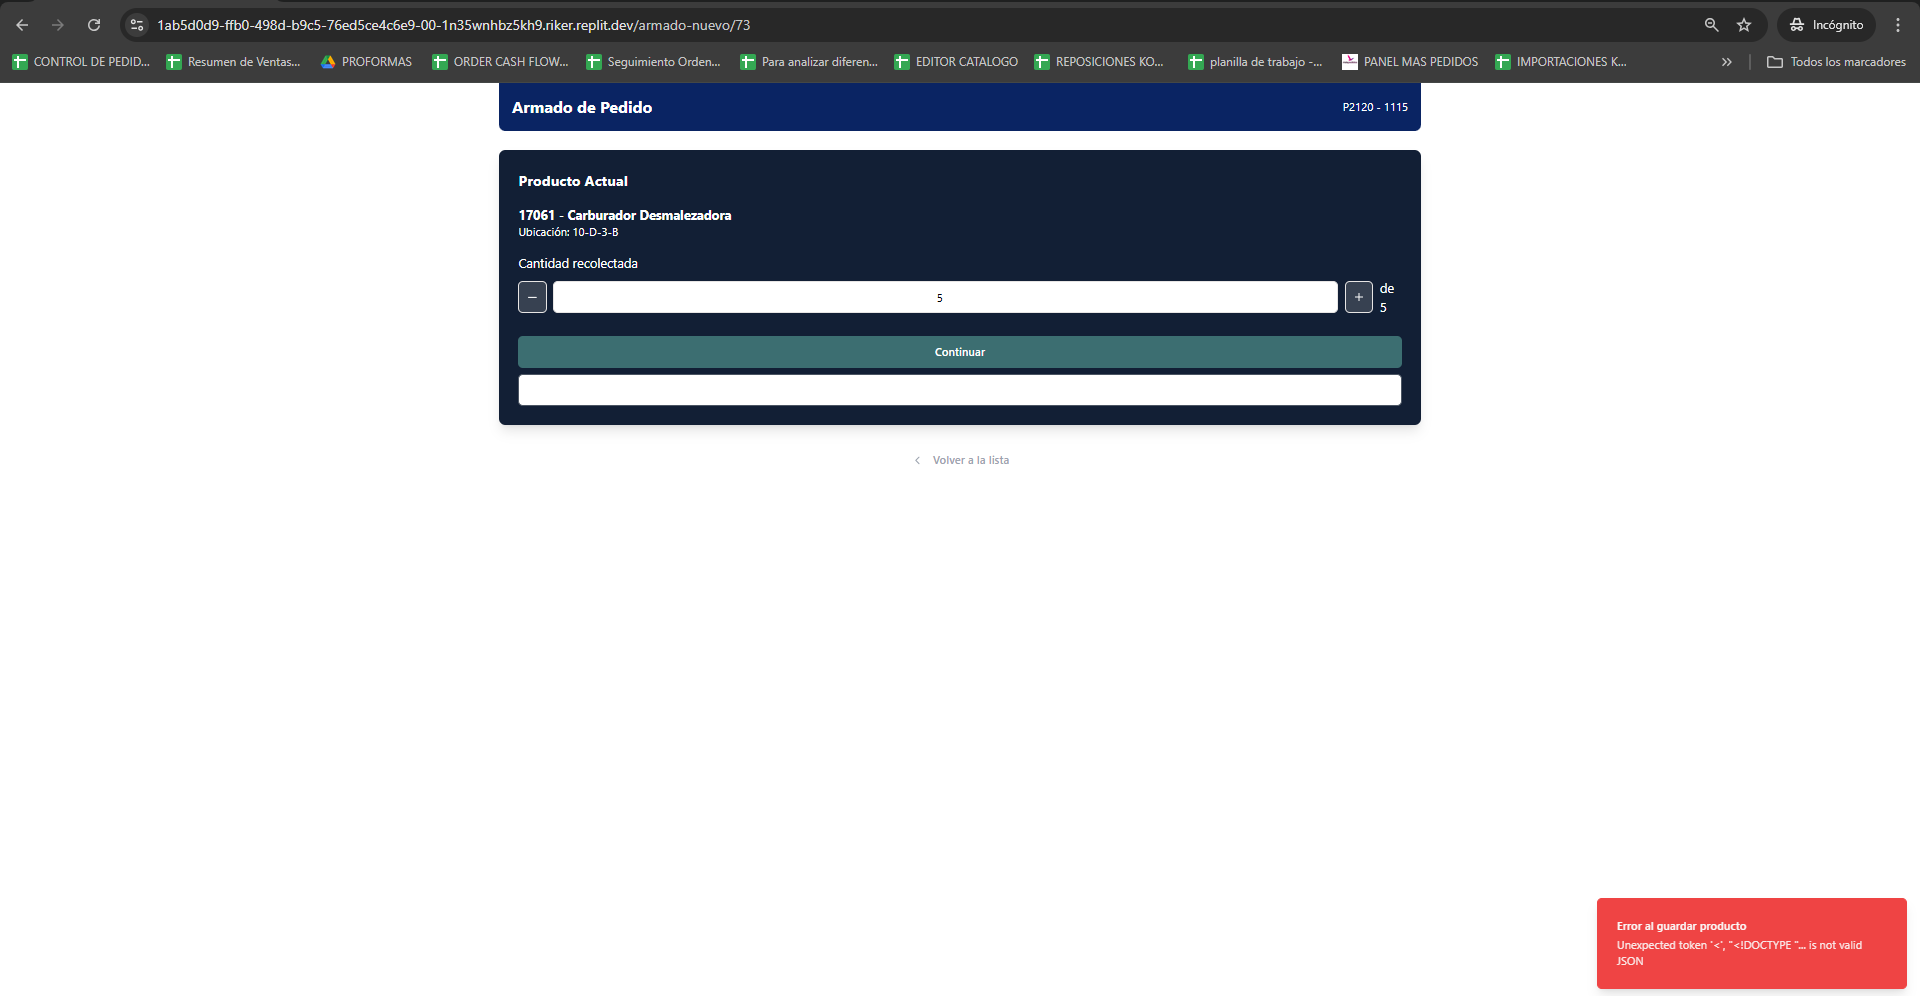 1ab5d0d9-ffb0-498d-b9c5-76ed5ce4c6e9-00-1n35wnhbz5kh9.riker.replit.dev/armado-nuevo/73
Incógnito
CONTROL DE PEDID...
Resumen de Ventas...
PROFORMAS
ORDER CASH FLOW...
Seguimiento Orden...
Para analizar diferen...
EDITOR CATALOGO
REPOSICIONES KO...
planilla de trabajo -...
PANEL MAS PEDIDOS
IMPORTACIONES K...
Todos los marcadores
Armado de Pedido
P2120 - 1115
Producto Actual
17061 - Carburador Desmalezadora
Ubicación: 10-D-3-B
Cantidad recolectada
5
de
5
Continuar
Volver a la lista
Error al guardar producto
Unexpected token '<', "<!DOCTYPE "... is not valid
JSON